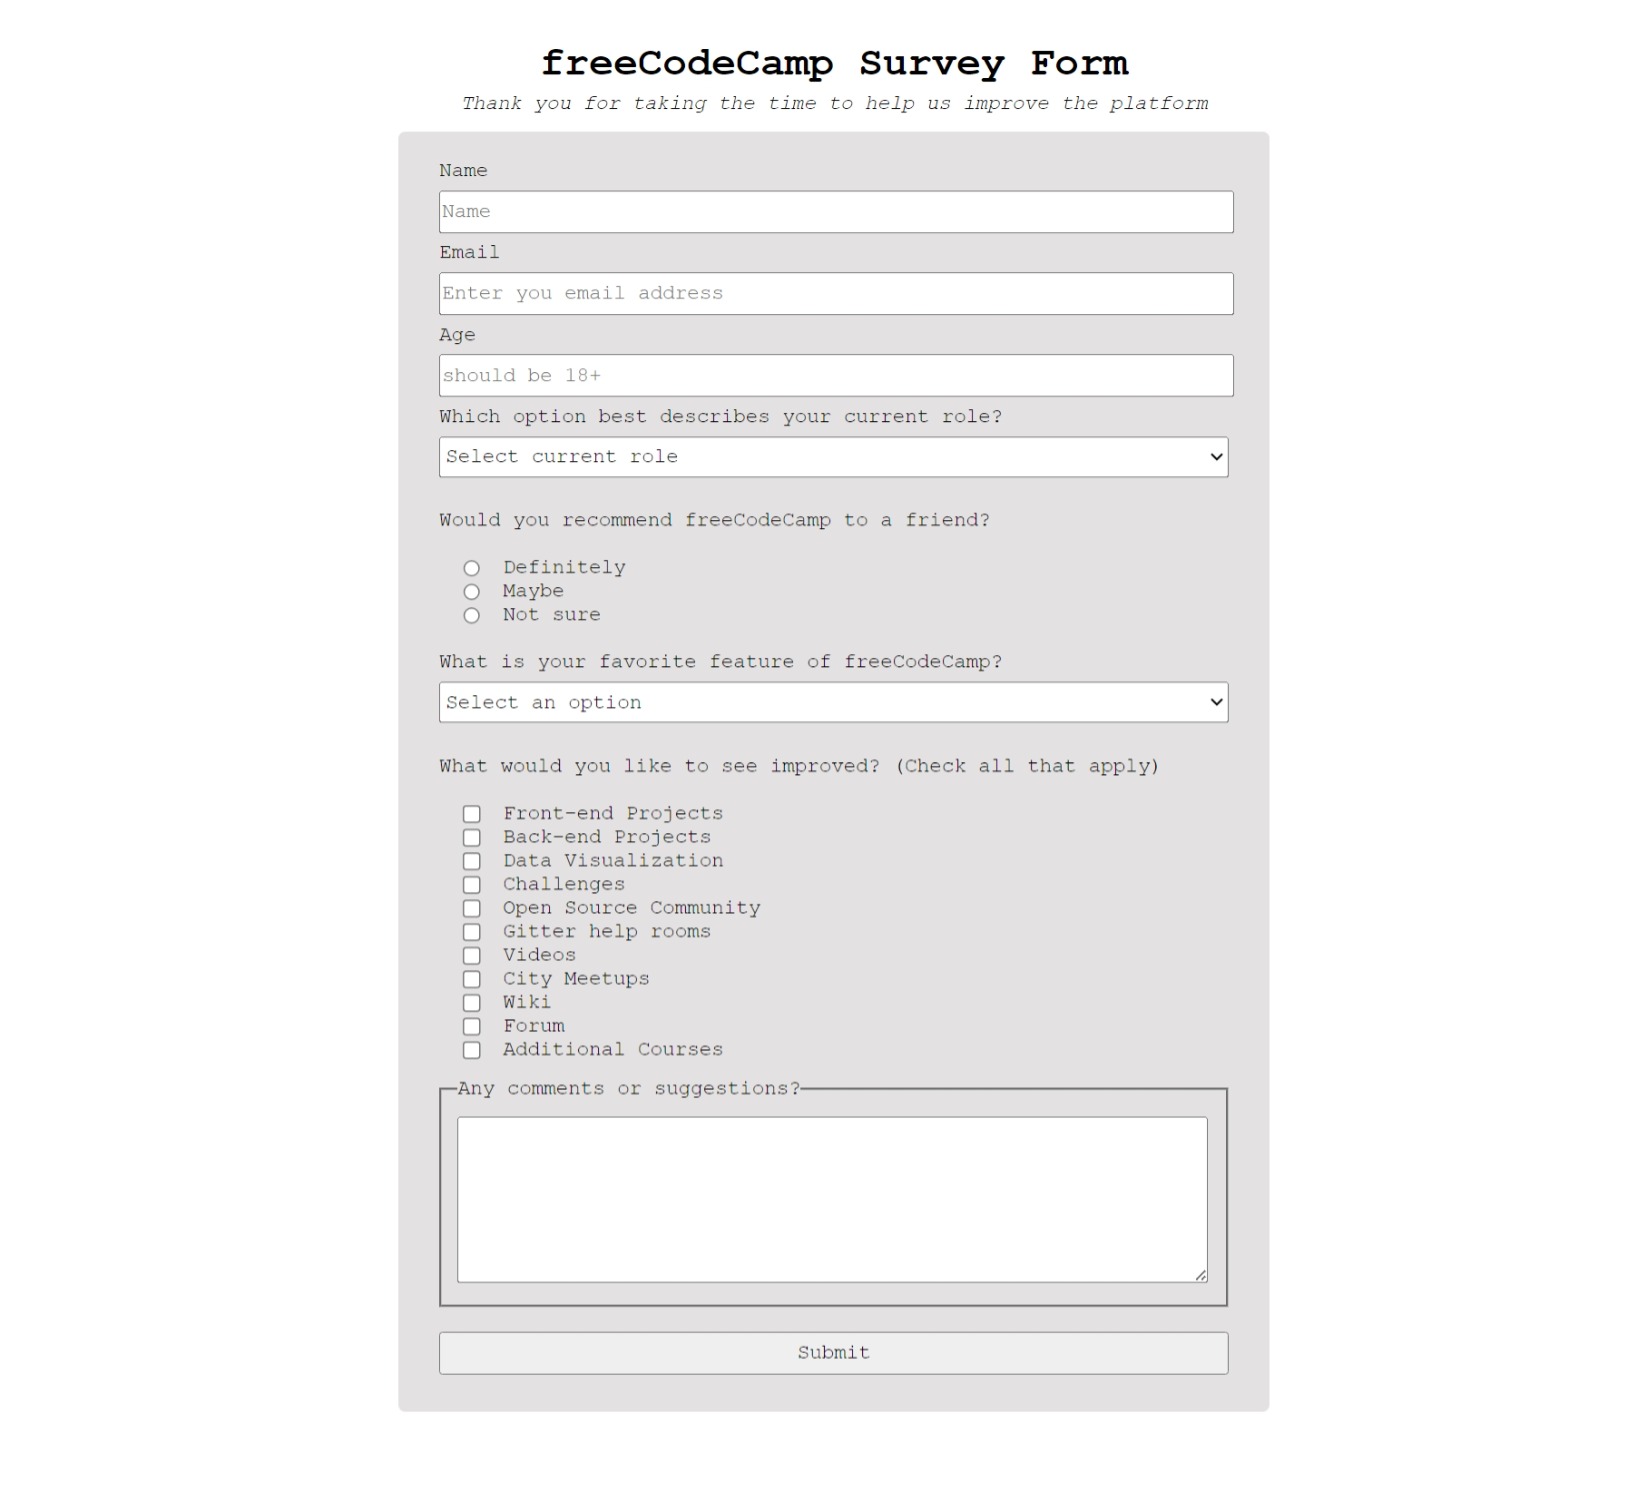 freeCodeCamp Survey Form
Thank you for taking the time to help us improve the platform
Name
Name
Email
Enter you email address
Age
should be 18+
Which option best describes your current role?
Select current role
Would you recommend freeCodeCamp to a friend?
Definitely
Maybe
Not sure
What is your favorite feature of freeCodeCamp?
Select an option
What would you like to see improved? (Check all that apply)
Front-end Projects
Back-end Projects
Data Visualization
Challenges
Open Source Community
Gitter help rooms
Videos
City Meetups
Wiki
Forum
Additional Courses
Any comments or suggestions?
Submit